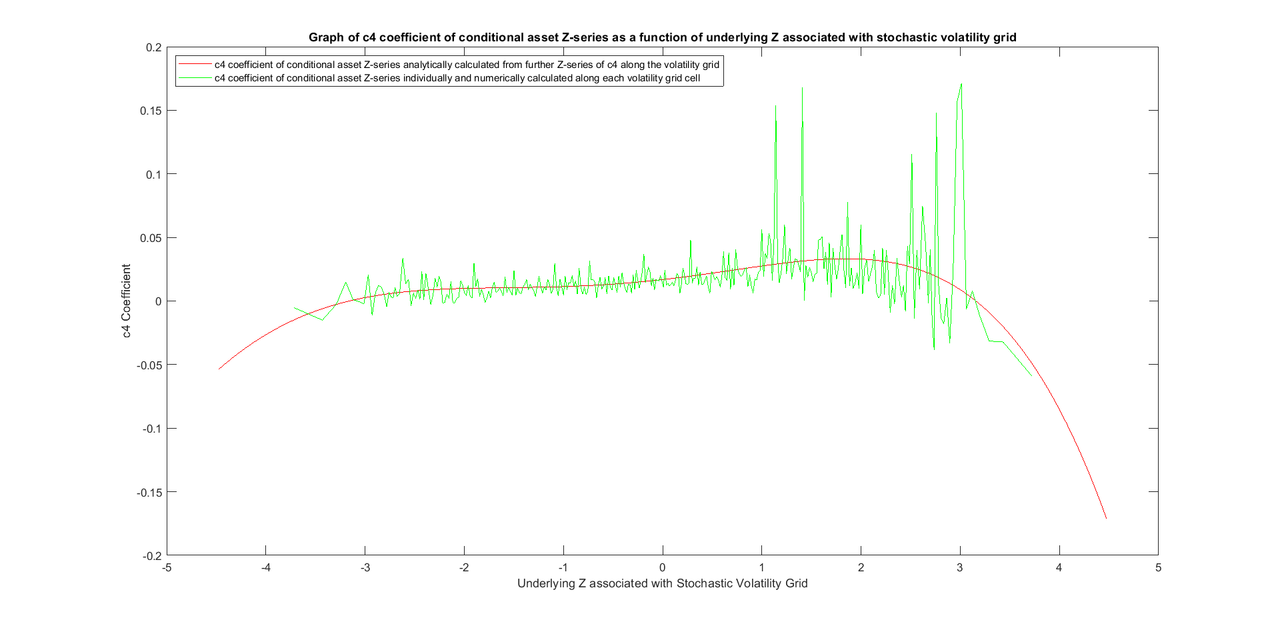 Graph of c4 coefficient of conditional asset Z-series as a function of underlying Z associated with stochastic volatility grid
c4 coefficient of conditional asset Z-series analytically calculated from further Z-series of c4 along the volatility grid
c4 coefficient of conditional asset Z-series individually and numerically calculated along each volatility grid cell
0.2
0.15
0.1
0.05
0
-0.05
-0.1
-0.15
-0.2
c4 Coefficient
-5 -4 -3 -2 -1 0 1 2 3 4 5
Underlying Z associated with Stochastic Volatility Grid